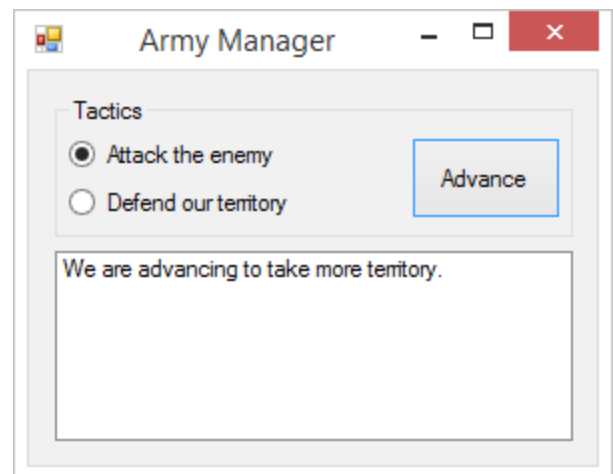 Army Manager
Tactics
Attack the enemy
Advance
Defend our territory
We are advancing to take more territory.